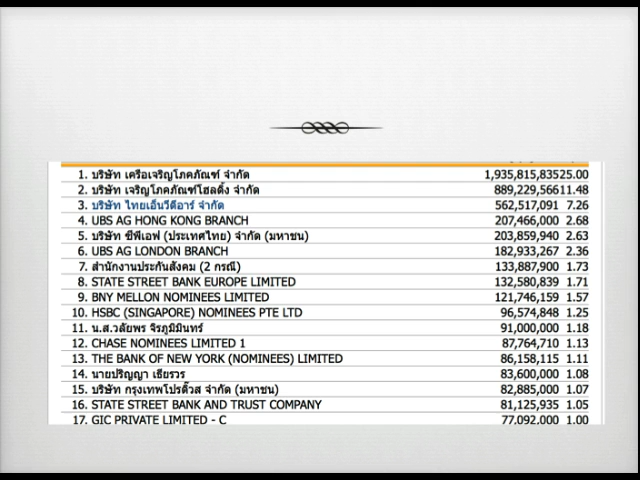 1. บริษัท เครือเจริญโภคภัณฑ์ จำกัด 1,935,815,83525.00
2. บริษัท เจริญโภคภัณฑ์โฮลดิ้ง จำกัด 889,229,56611.48
3. บริษัท ไทยเอ็นวีดีอาร์ จำกัด 562,517,091 7.26
4. UBS AG HONG KONG BRANCH 207,466,000 2.68
5. บริษัท ซีพีเอฟ (ประเทศไทย) จำกัด (มหาชน) 203,859,940 2.63
6. UBS AG LONDON BRANCH 182,933,267 2.36
7. สำนักงานประกันสังคม (2 กรณี) 133,887,900 1.73
8. STATE STREET BANK EUROPE LIMITED 132,580,839 1.71
9. BNY MELLON NOMINEES LIMITED 121,746,159 1.57
10. HSBC (SINGAPORE) NOMINEES PTE LTD 96,574,848 1.25
11. น.ส.วลัยพร จิรภูมิมินทร์ 91,000,000 1.18
12. CHASE NOMINEES LIMITED 1 87,764,710 1.13
13. THE BANK OF NEW YORK (NOMINEES) LIMITED 86,158,115 1.11
14. นายปริญญา เธียรวร 83,600,000 1.08
15. บริษัท กรุงเทพโปรดิ๊วส จำกัด (มหาชน) 82,885,000 1.07
16. STATE STREET BANK AND TRUST COMPANY 81,125,935 1.05
17. GIC PRIVATE LIMITED - C 77,092,000 1.00